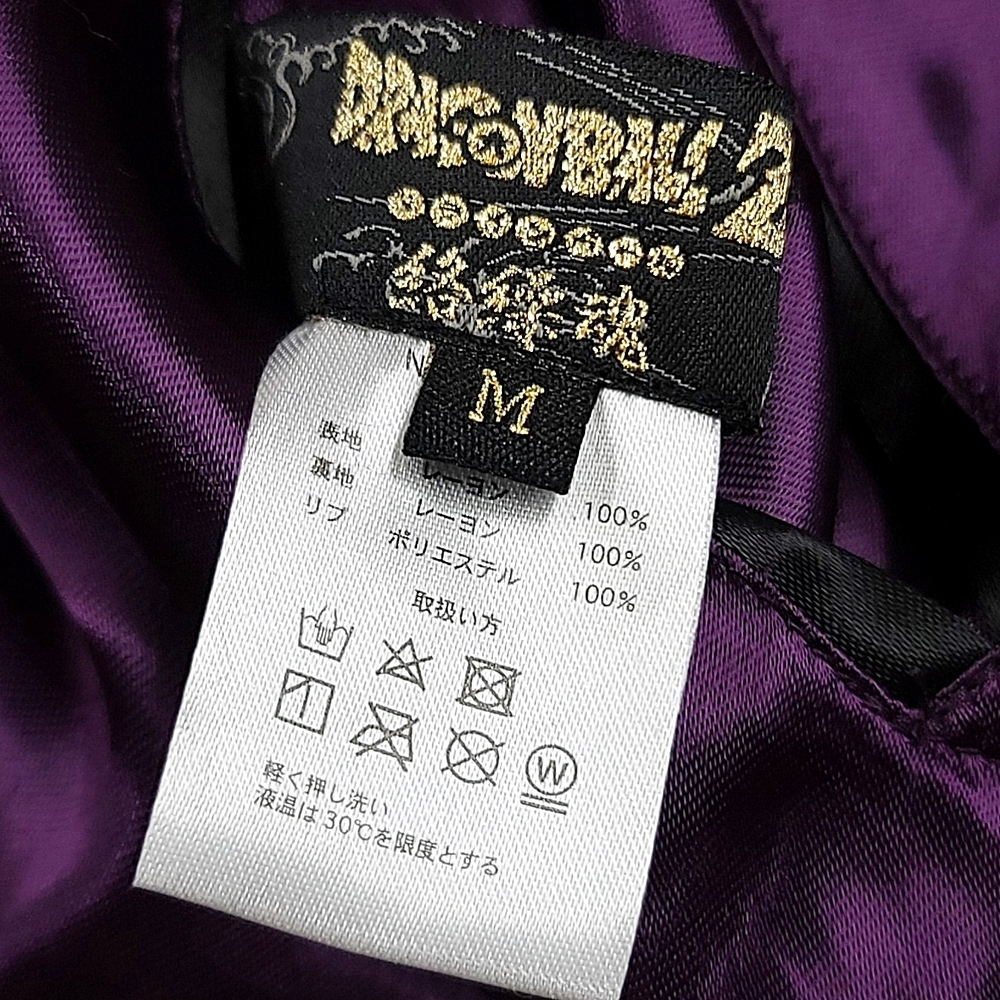 DRAGONBALL Z
絡繰魂
M
N
表地 レーヨン 100%
裏地 レーヨン 100%
リブ ポリエステル 100%
取扱い方
W
軽く押し洗い
液温は30℃を限度とする